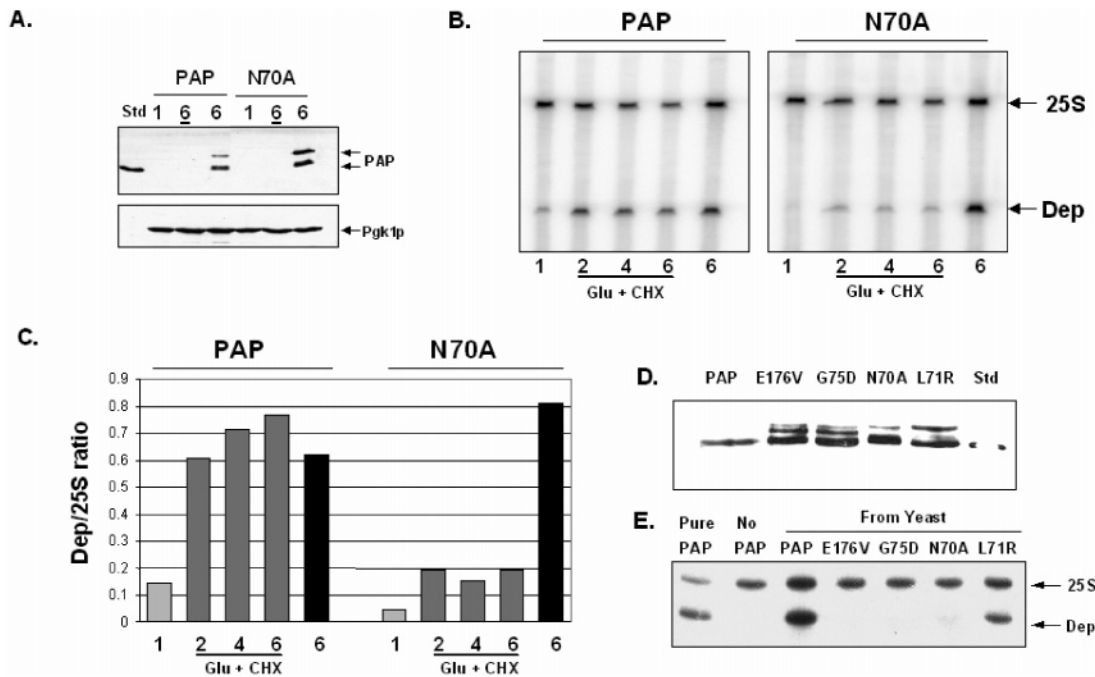 A.
PAP N70A
Std 1 6 6 1 6 6
PAP
Pgk1p
B.
PAP N70A
25S
Dep
1 2 4 6 6 1 2 4 6 6
Glu + CHX Glu + CHX
C.
PAP N70A
Dep/25S ratio
0.9
0.8
0.7
0.6
0.5
0.4
0.3
0.2
0.1
0
1 2 4 6 6 1 2 4 6 6
Glu + CHX Glu + CHX
D.
PAP E176V G75D N70A L71R Std
E.
Pure No From Yeast
PAP PAP PAP E176V G75D N70A L71R
25S
Dep